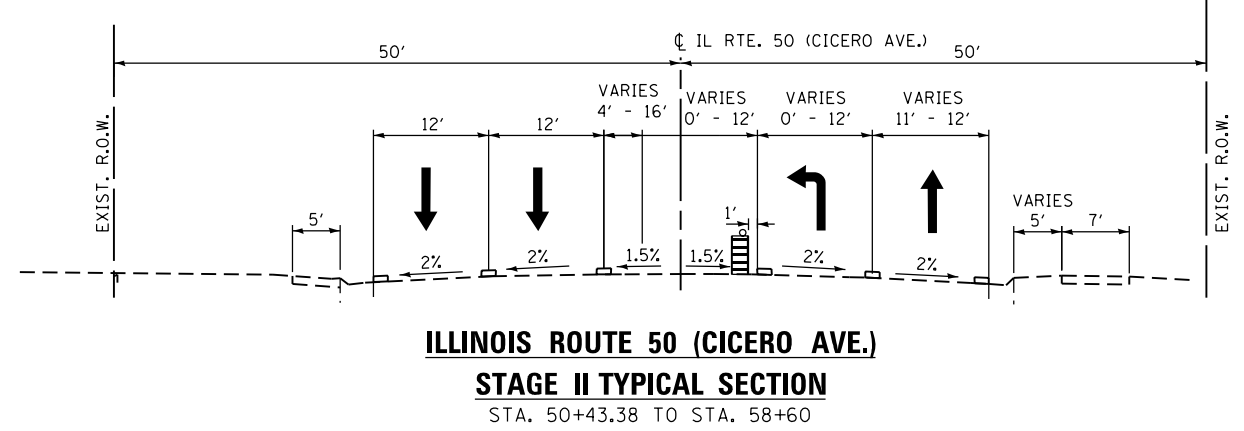 ℄ IL RTE. 50 (CICERO AVE.)
50'
50'
VARIES
4' - 16'
VARIES
0' - 12'
VARIES
0' - 12'
VARIES
11' - 12'
12'
12'
EXIST. R.O.W.
EXIST. R.O.W.
5'
1'
VARIES
5'
7'
2%
2%
1.5%
1.5%
2%
2%
ILLINOIS ROUTE 50 (CICERO AVE.)
STAGE II TYPICAL SECTION
STA. 50+43.38 TO STA. 58+60